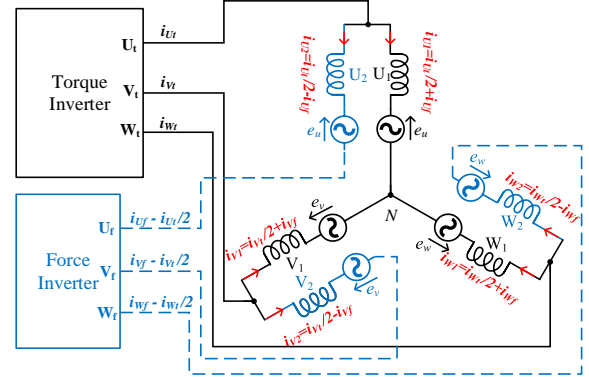 Torque
Inverter
Ut
Vt
Wt
iUt
iVt
iWt
iU2=iUt/2-iUf
iU1=iUt/2+iUf
U2
U1
eu
eu
ew
iW2=iWt/2-iWf
W2
ev
N
ew
W1
iW1=iWt/2+iWf
iV1=iVt/2+iVf
V1
V2
ev
iV2=iVt/2-iVf
Force
Inverter
Uf
Vf
Wf
iUf - iUt/2
iVf - iVt/2
iWf- iWt/2